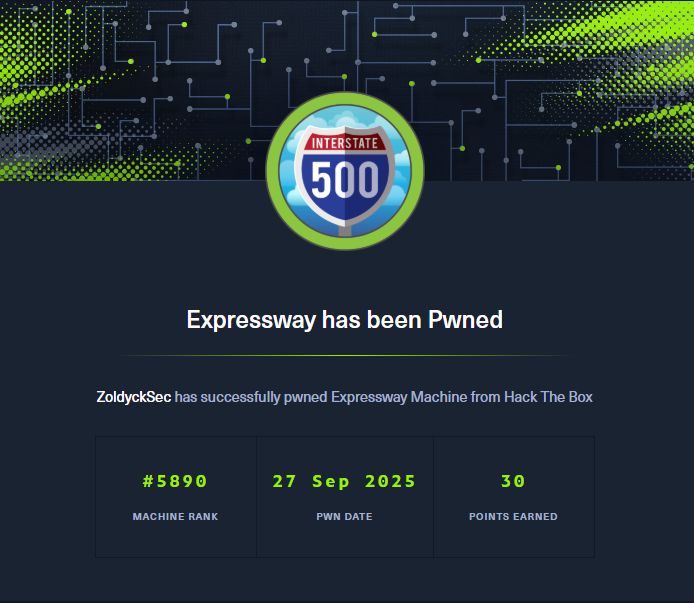 INTERSTATE
500
Expressway has been Pwned
ZoldyckSec has successfully pwned Expressway Machine from Hack The Box
#5890 27 Sep 2025 30
MACHINE RANK PWN DATE POINTS EARNED